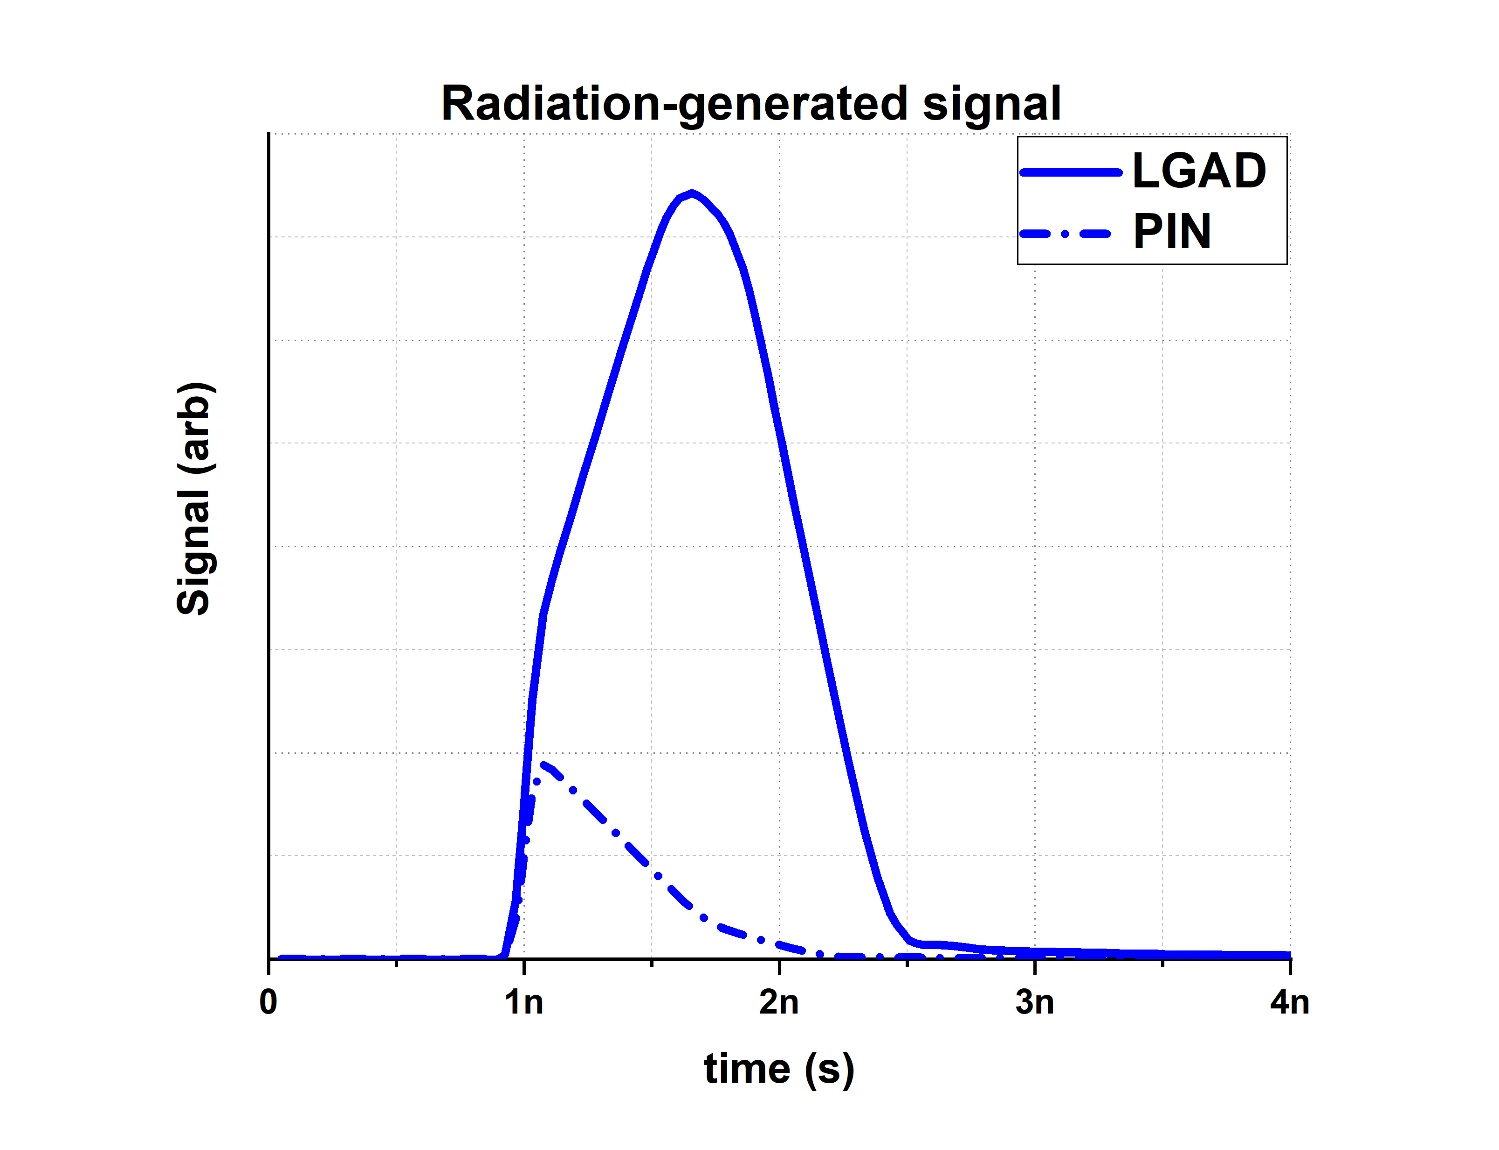 Radiation-generated signal
LGAD
PIN
Signal (arb)
0 1n 2n 3n 4n
time (s)